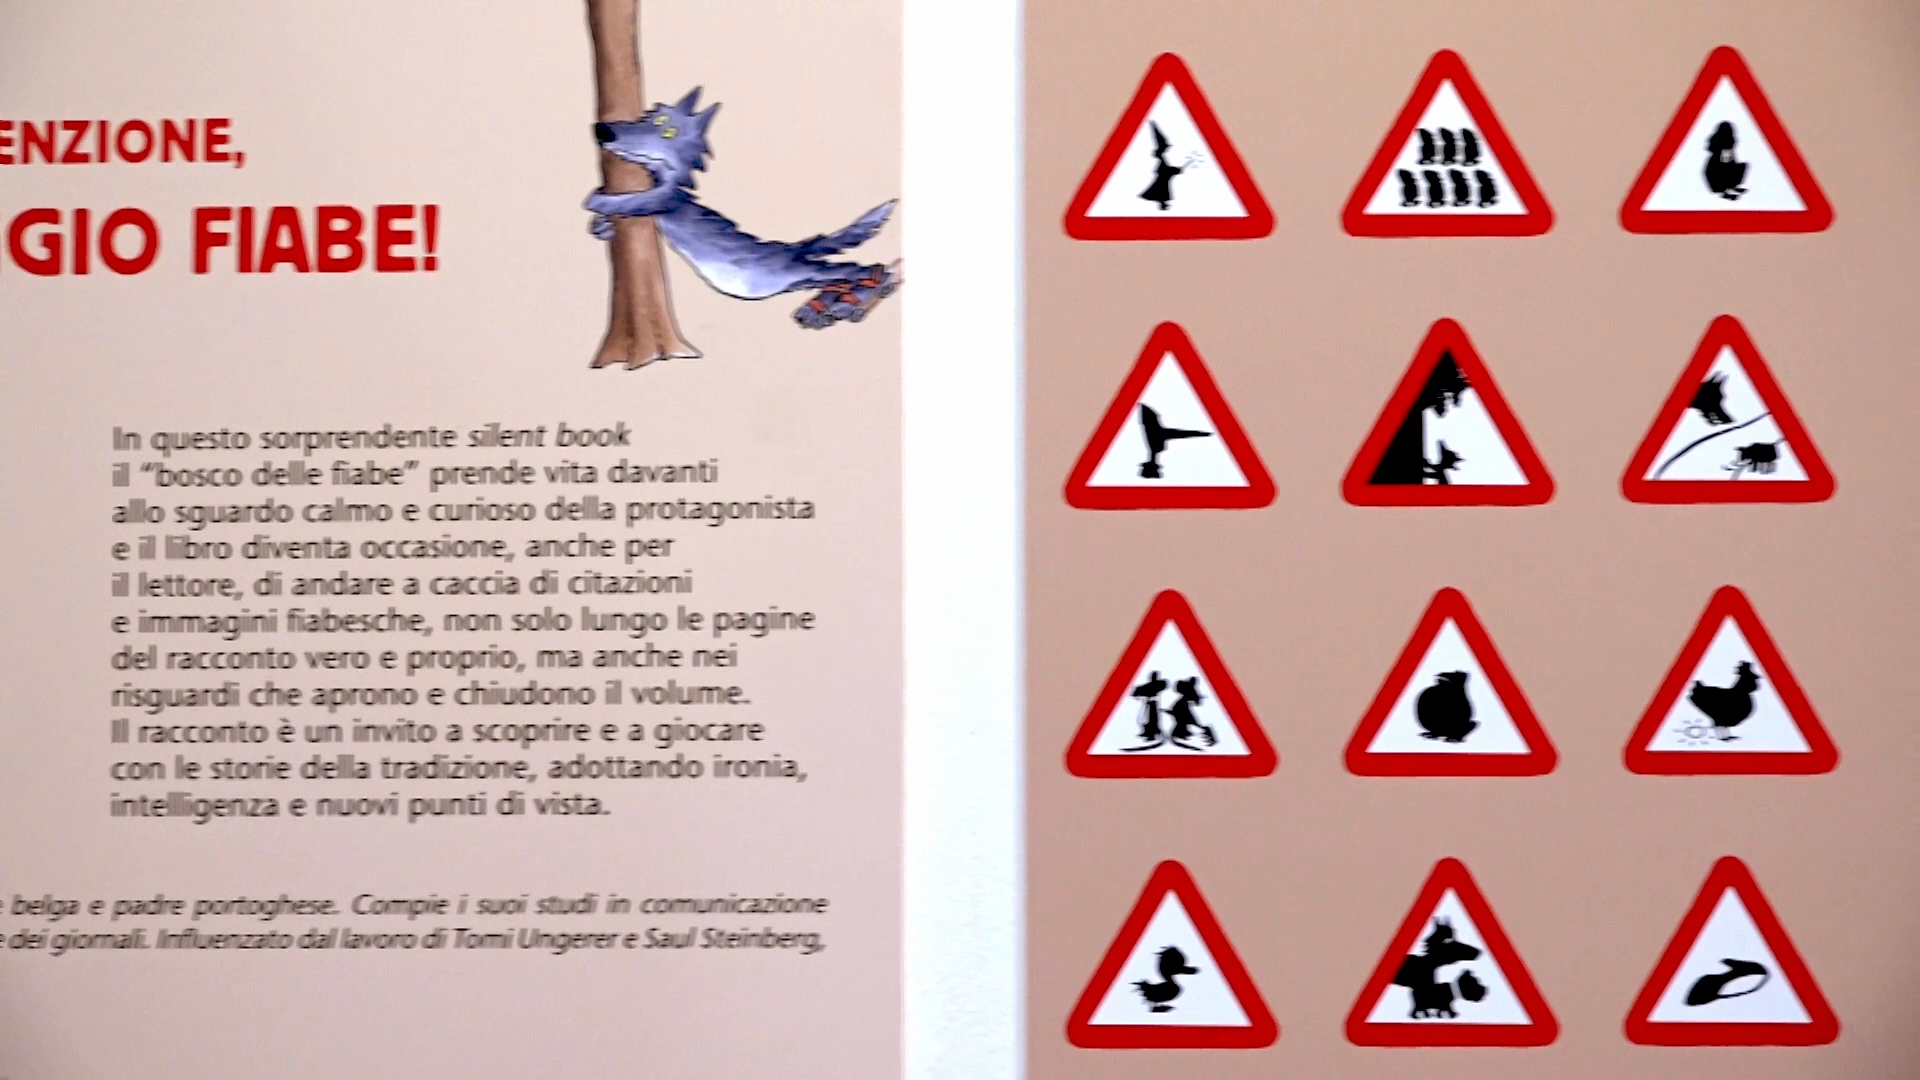 ENZIONE,
GGIO FIABE!
In questo sorprendente silent book
il “bosco delle fiabe” prende vita davanti
allo sguardo calmo e curioso della protagonista
e il libro diventa occasione, anche per
il lettore, di andare a caccia di citazioni
e immagini fiabesche, non solo lungo le pagine
del racconto vero e proprio, ma anche nei
risguardi che aprono e chiudono il volume.
Il racconto è un invito a scoprire e a giocare
con le storie della tradizione, adottando ironia,
intelligenza e nuovi punti di vista.
belga e padre portoghese. Compie i suoi studi in comunicazione
e dei giornali. Influenzato dal lavoro di Tomi Ungerer e Saul Steinberg,